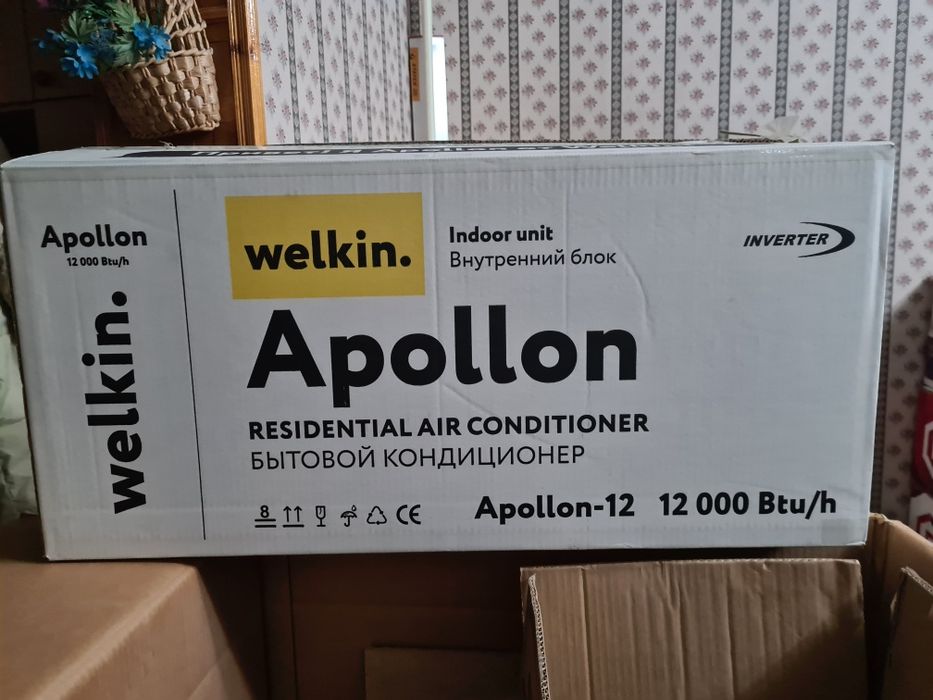 Apollon
12 000 Btu/h
welkin.
welkin.
Indoor unit
Внутренний блок
INVERTER
Apollon
RESIDENTIAL AIR CONDITIONER
БЫТОВОЙ КОНДИЦИОНЕР
8
CE
Apollon-12 12 000 Btu/h